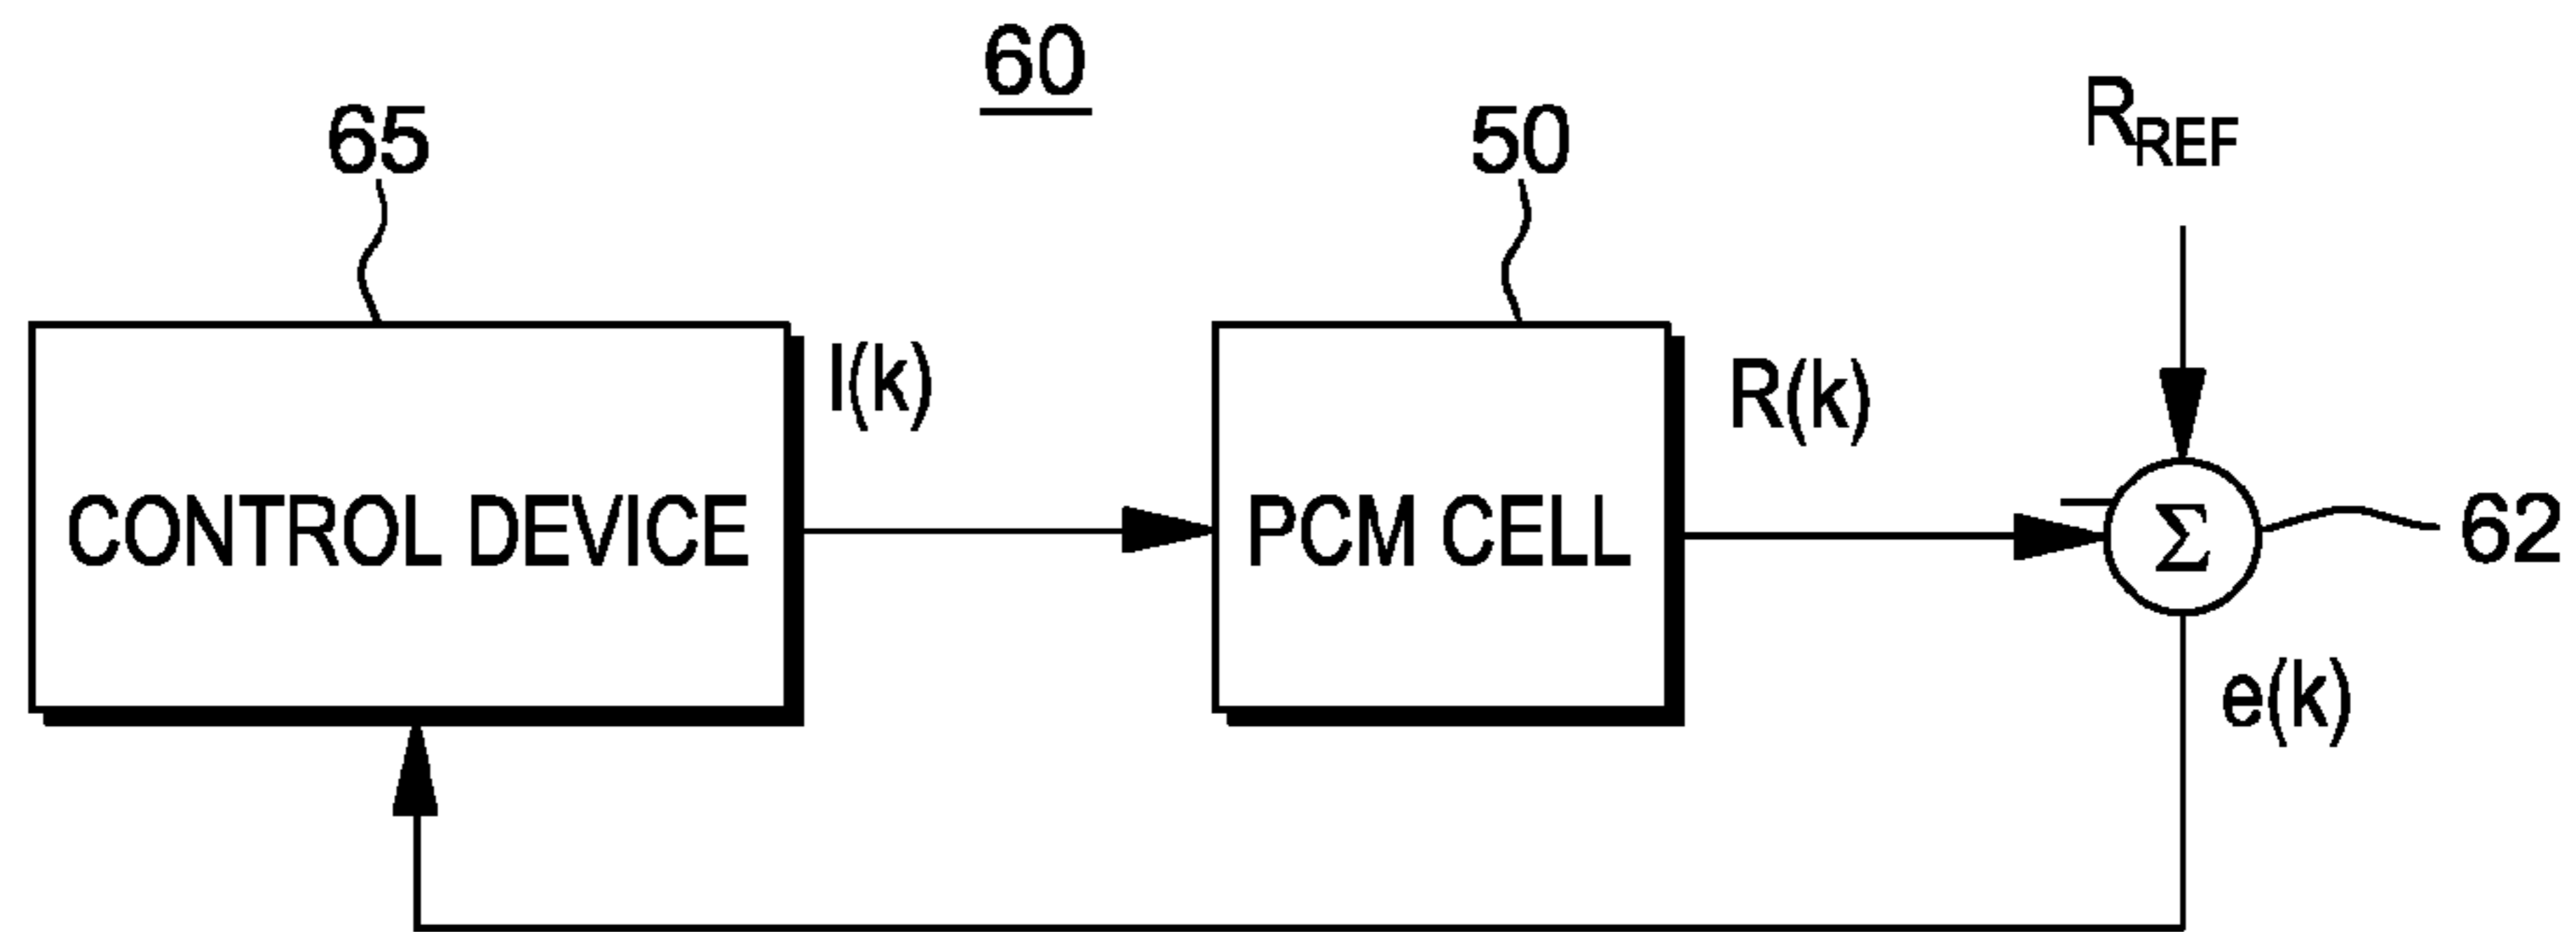 60
65
50
R_REF
I(k)
R(k)
CONTROL DEVICE
PCM CELL
−
Σ
62
e(k)